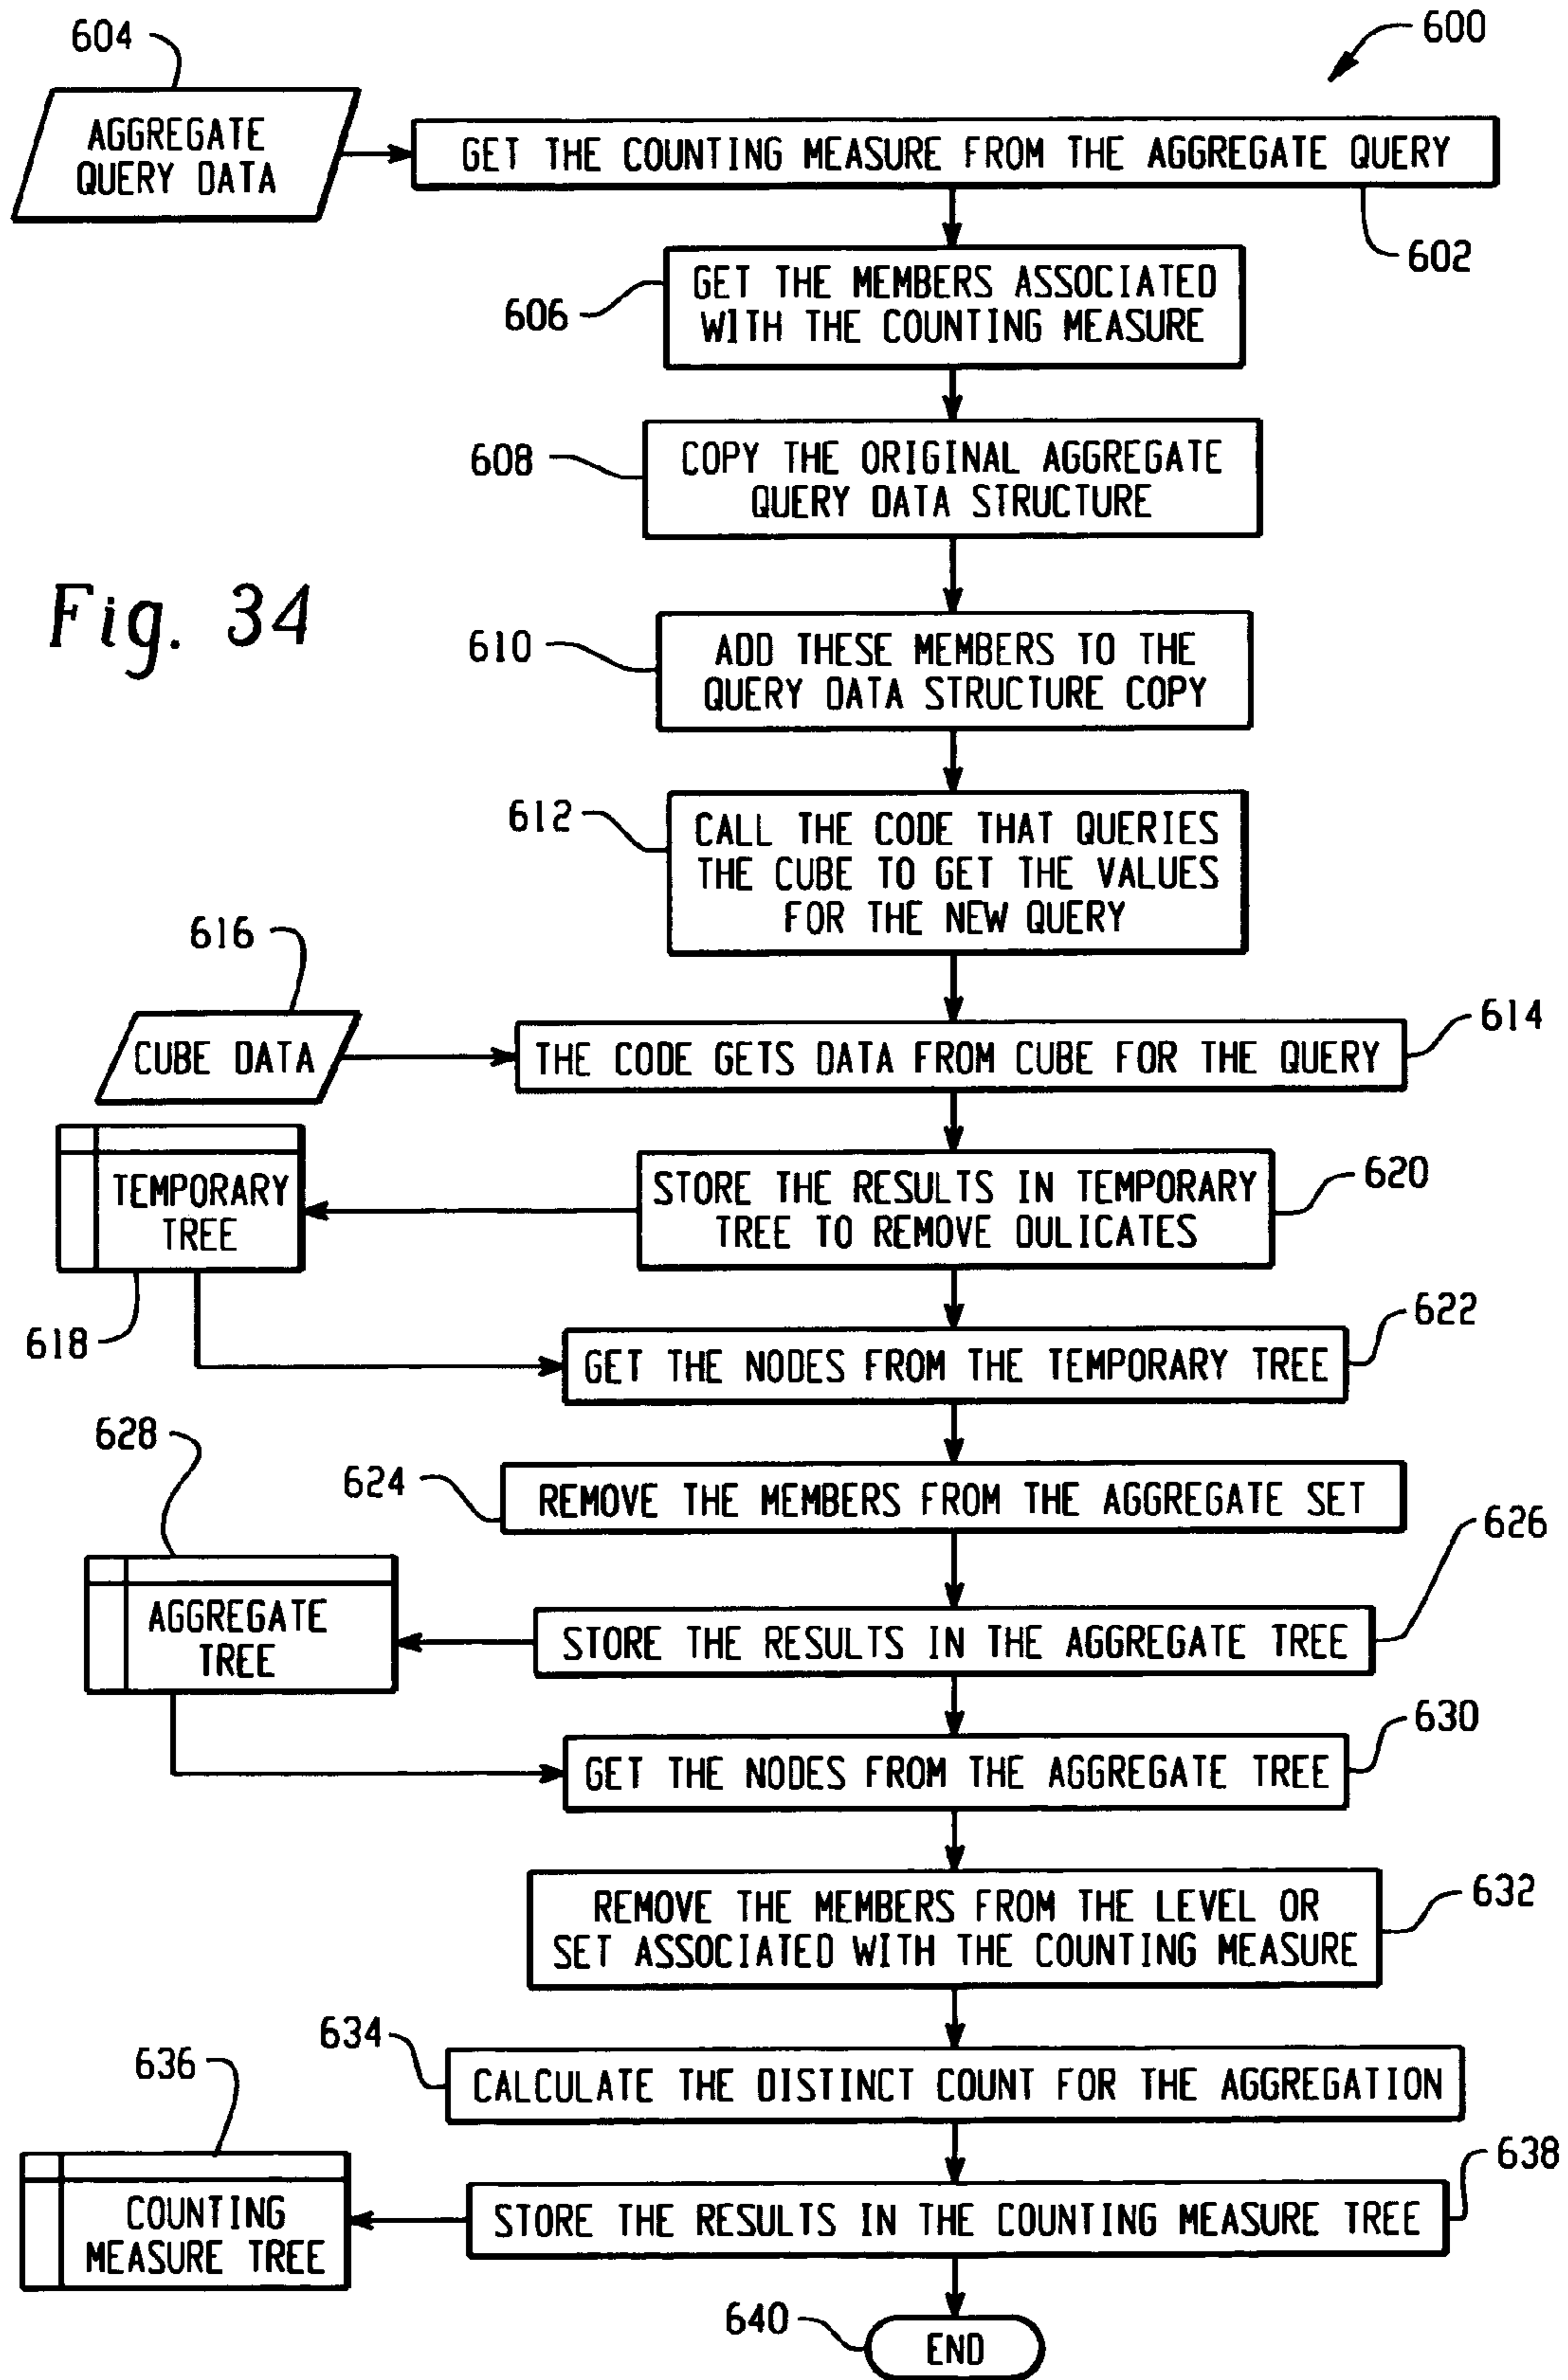 604
600
AGGREGATE
QUERY DATA
GET THE COUNTING MEASURE FROM THE AGGREGATE QUERY
602
606
GET THE MEMBERS ASSOCIATED
WITH THE COUNTING MEASURE
608
COPY THE ORIGINAL AGGREGATE
QUERY DATA STRUCTURE
Fig. 34
610
ADD THESE MEMBERS TO THE
QUERY DATA STRUCTURE COPY
612
CALL THE CODE THAT QUERIES
THE CUBE TO GET THE VALUES
FOR THE NEW QUERY
616
CUBE DATA
THE CODE GETS DATA FROM CUBE FOR THE QUERY
614
TEMPORARY
TREE
618
STORE THE RESULTS IN TEMPORARY
TREE TO REMOVE DULICATES
620
GET THE NODES FROM THE TEMPORARY TREE
622
628
624
REMOVE THE MEMBERS FROM THE AGGREGATE SET
626
AGGREGATE
TREE
STORE THE RESULTS IN THE AGGREGATE TREE
630
GET THE NODES FROM THE AGGREGATE TREE
REMOVE THE MEMBERS FROM THE LEVEL OR
SET ASSOCIATED WITH THE COUNTING MEASURE
632
634
CALCULATE THE DISTINCT COUNT FOR THE AGGREGATION
636
COUNTING
MEASURE TREE
STORE THE RESULTS IN THE COUNTING MEASURE TREE
638
640
END